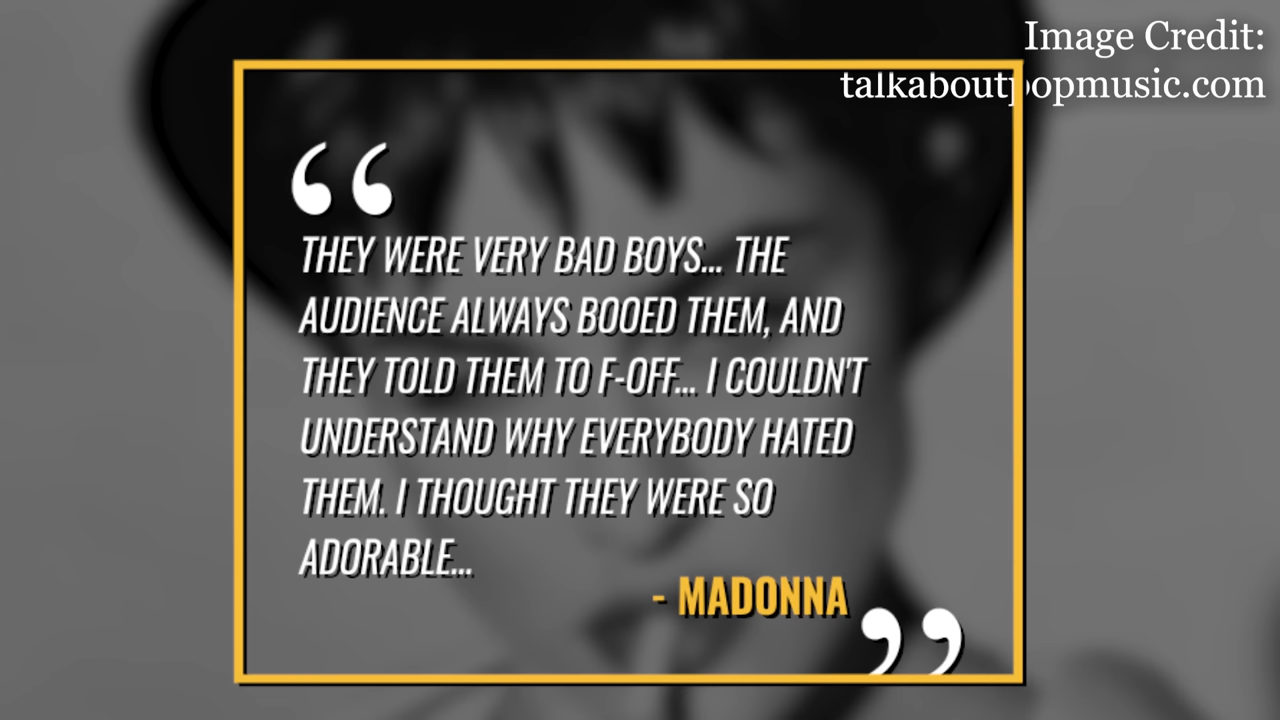 Image Credit:
talkaboutpopmusic.com
“
THEY WERE VERY BAD BOYS... THE
AUDIENCE ALWAYS BOOED THEM, AND
THEY TOLD THEM TO F-OFF... I COULDN'T
UNDERSTAND WHY EVERYBODY HATED
THEM. I THOUGHT THEY WERE SO
ADORABLE...
- MADONNA
”